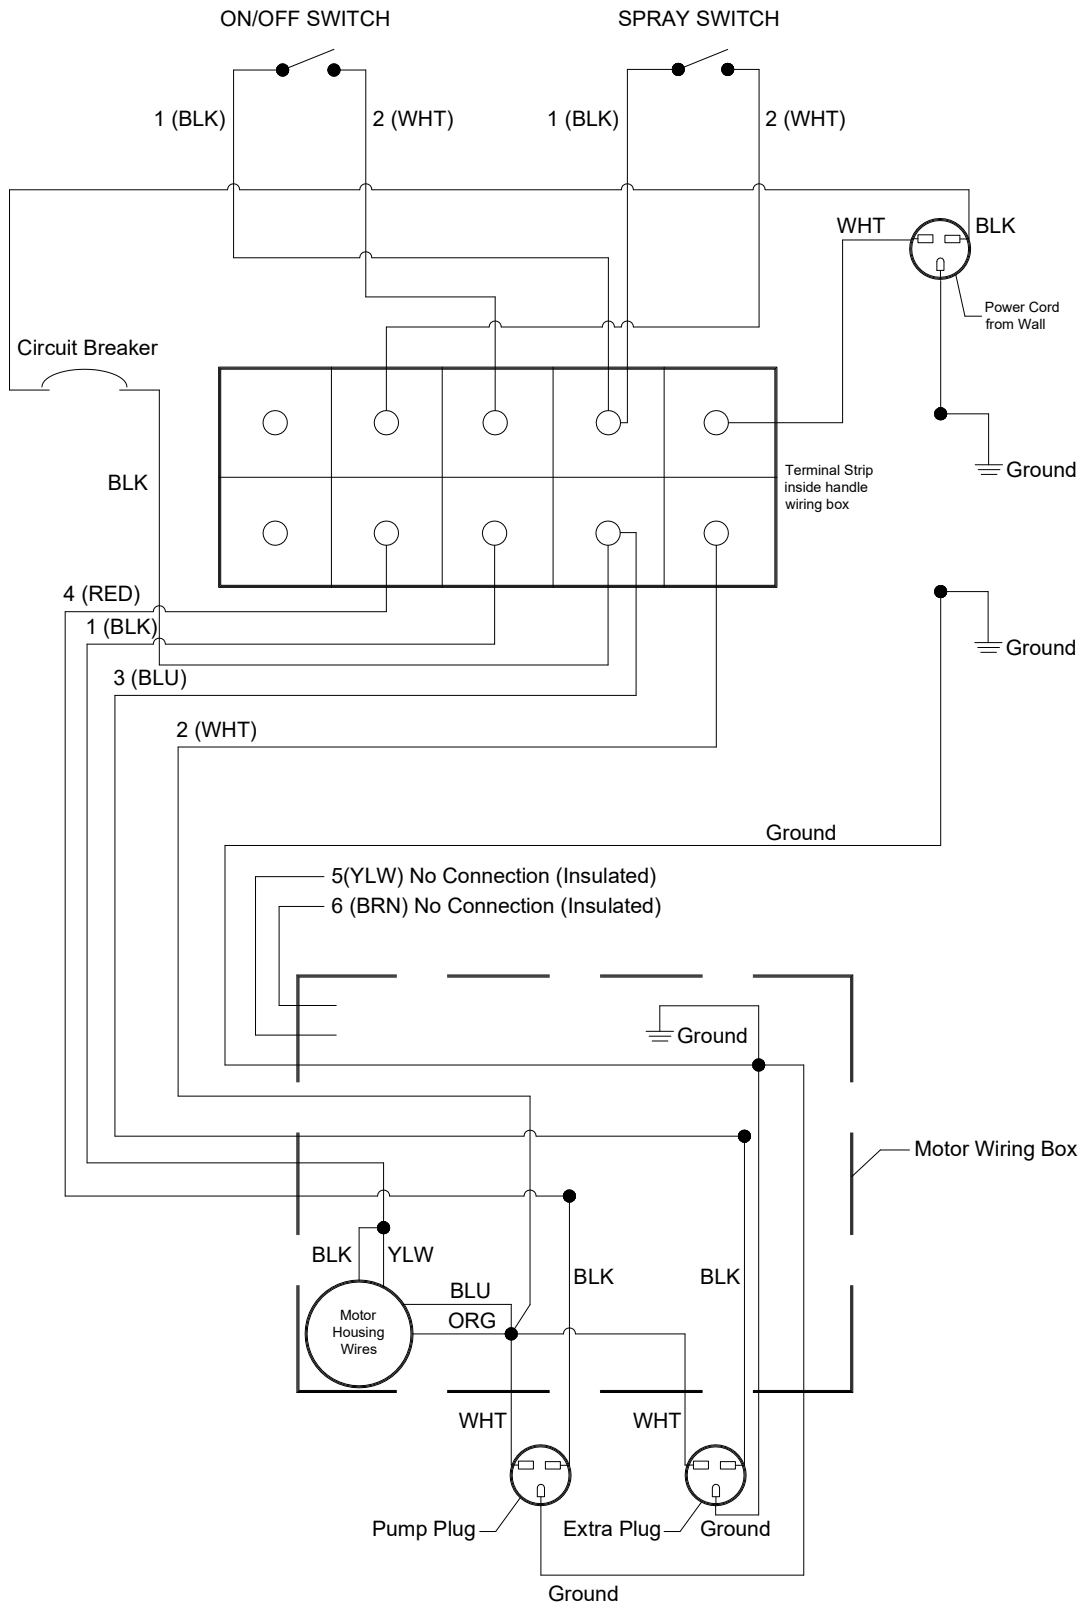 ON/OFF SWITCH
SPRAY SWITCH
1 (BLK)
2 (WHT)
1 (BLK)
2 (WHT)
WHT
BLK
Power Cord
from Wall
Circuit Breaker
Terminal Strip
inside handle
wiring box
Ground
BLK
4 (RED)
1 (BLK)
Ground
3 (BLU)
2 (WHT)
Ground
5(YLW) No Connection (Insulated)
6 (BRN) No Connection (Insulated)
Ground
Motor Wiring Box
BLK
YLW
BLU
BLK
BLK
ORG
Motor
Housing
Wires
WHT
WHT
Pump Plug
Extra Plug
Ground
Ground